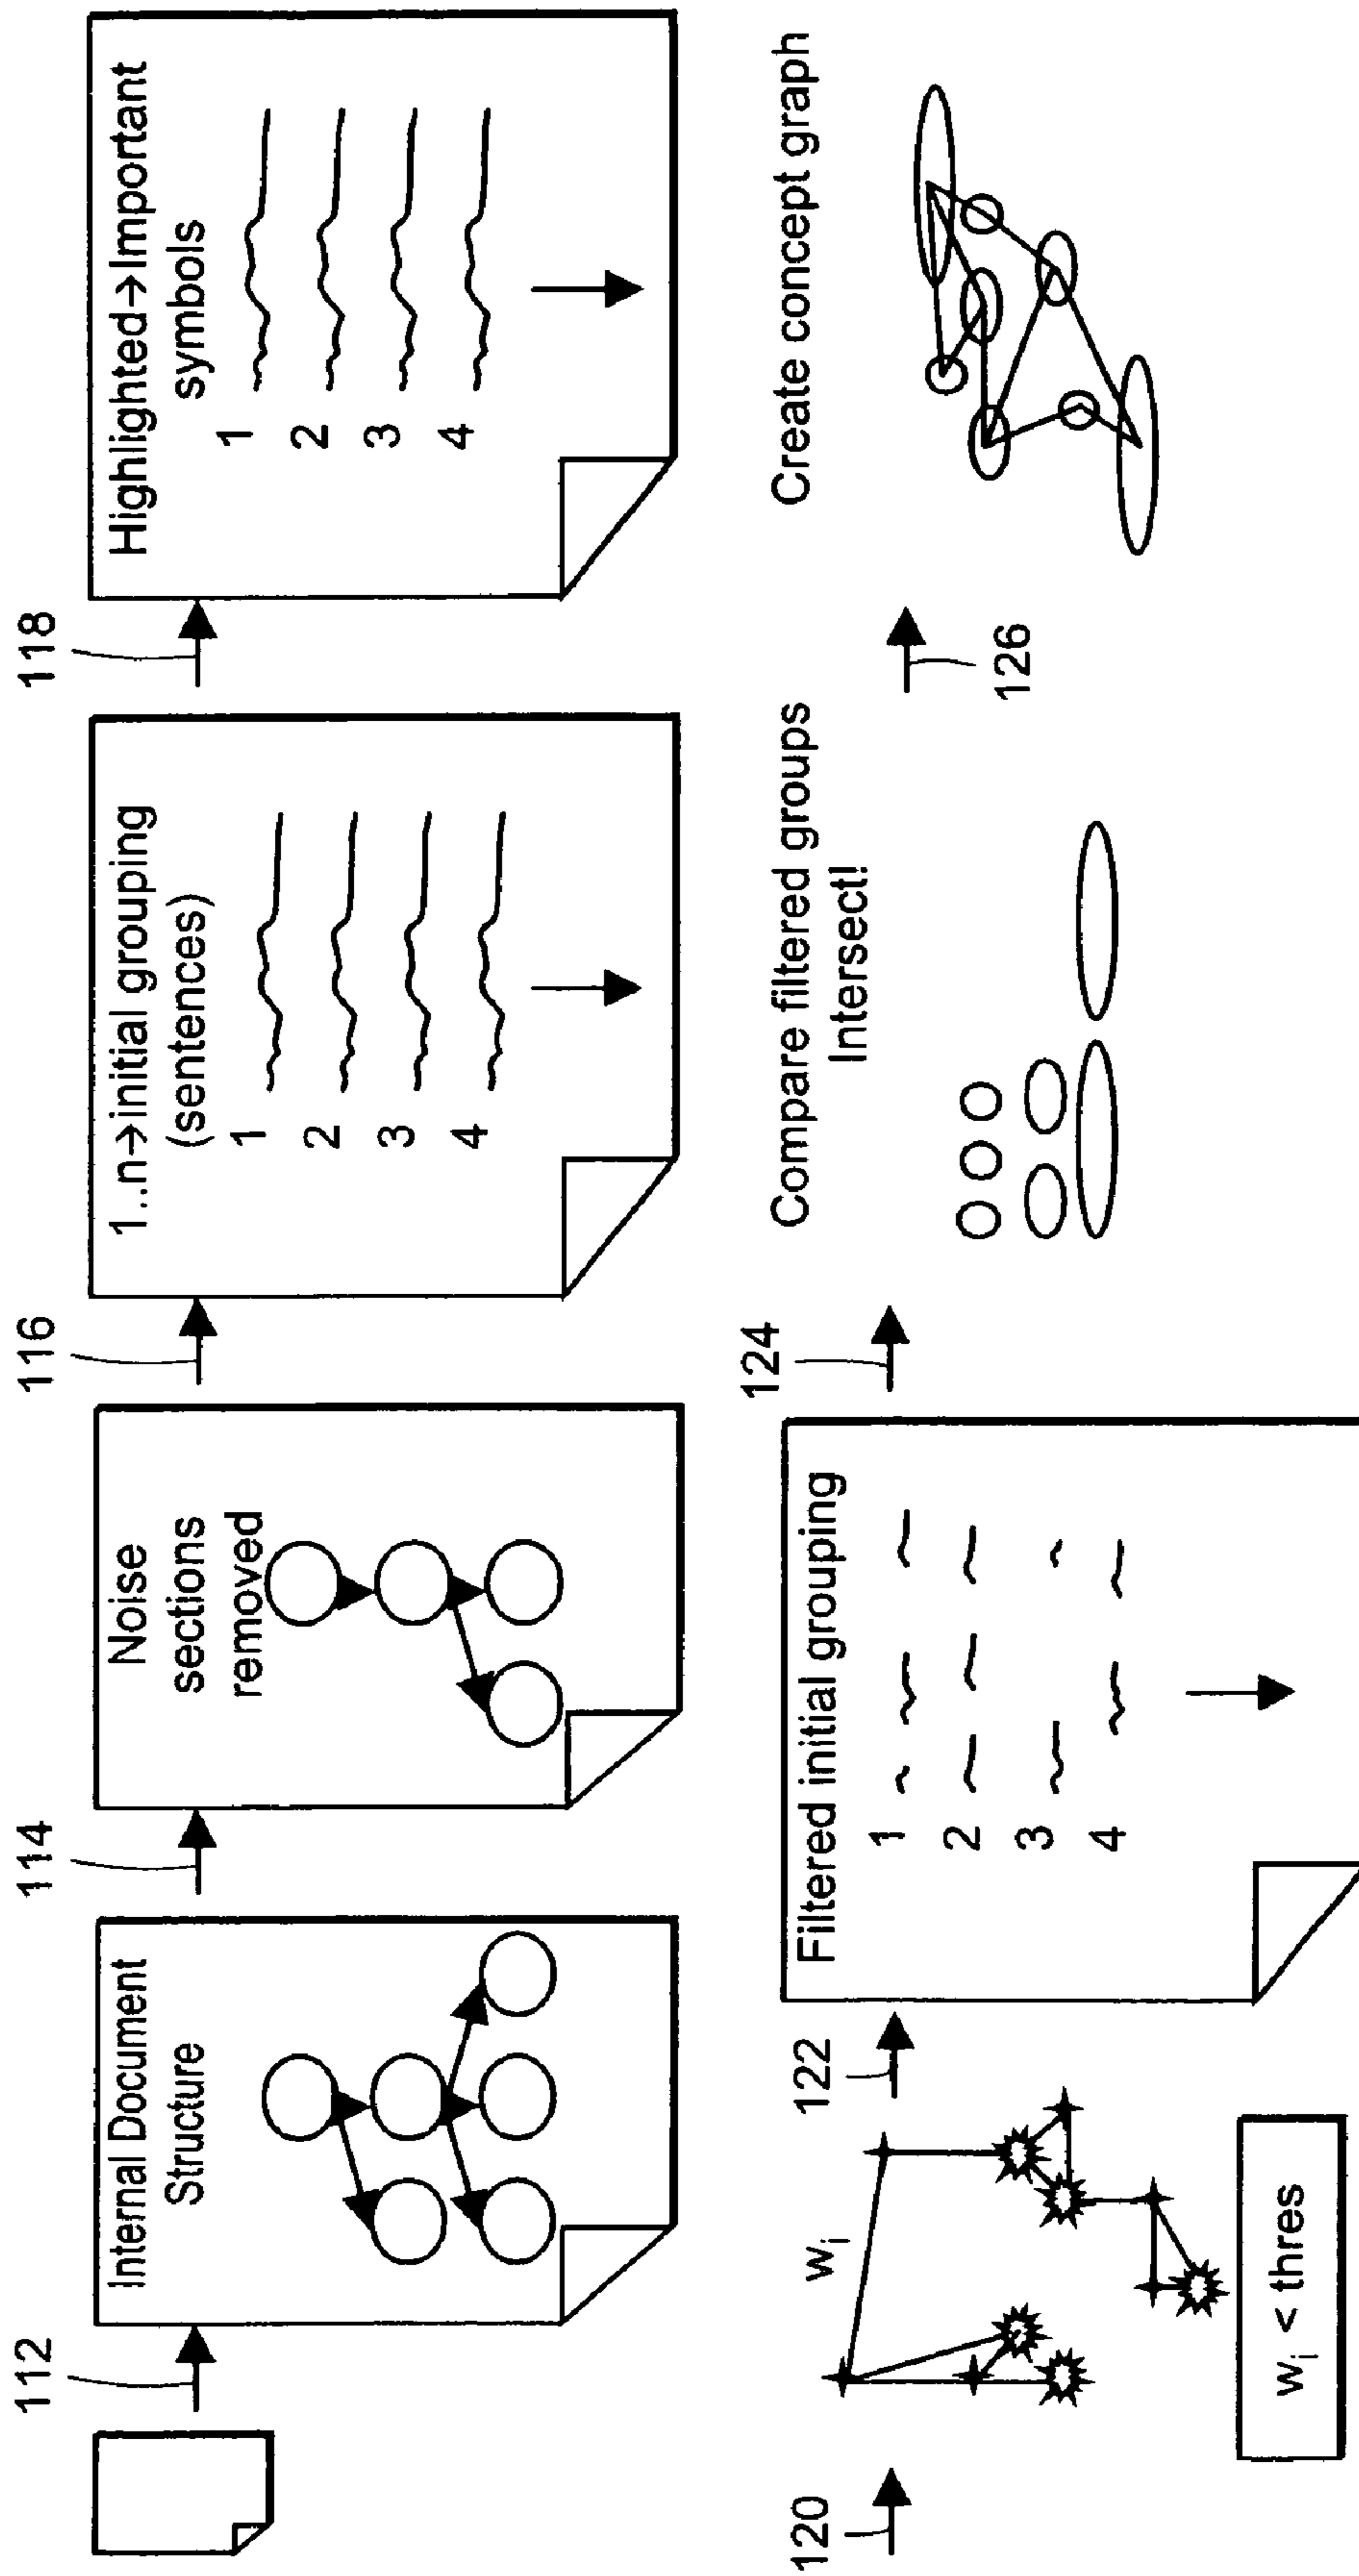 112
Internal Document
Structure
114
Noise
sections
removed
116
1..n→initial grouping
(sentences)
1
2
3
4
118
Highlighted→Important
symbols
1
2
3
4
120
wi
wi < thres
122
Filtered initial grouping
1
2
3
4
124
Compare filtered groups
Intersect!
126
Create concept graph